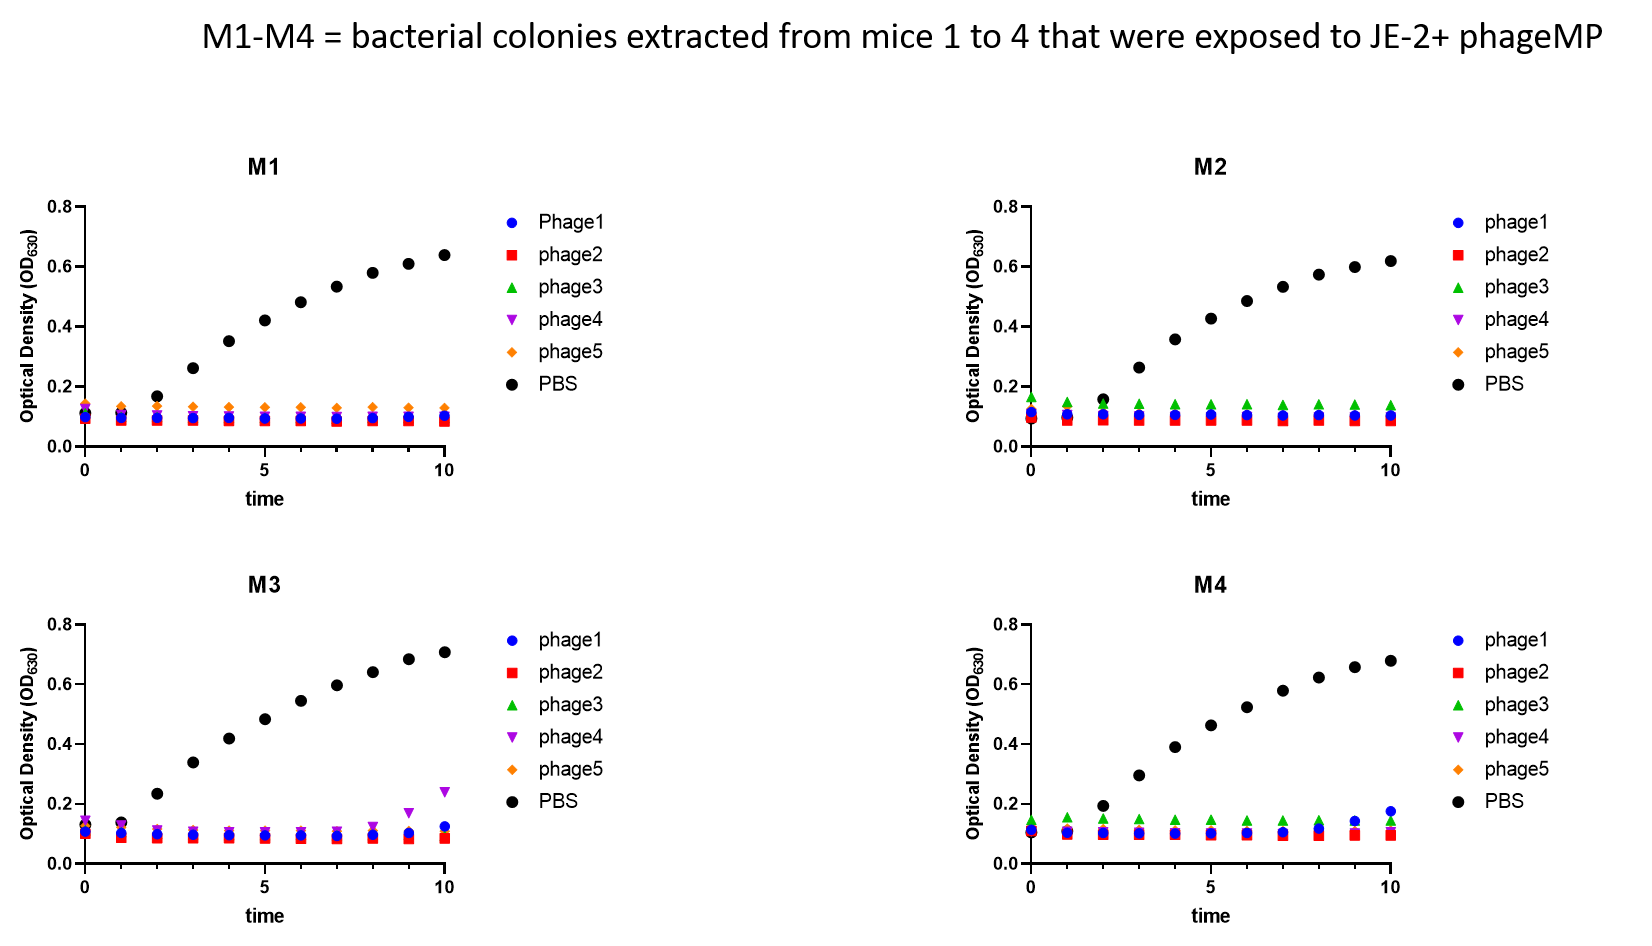 M1-M4 = bacterial colonies extracted from mice 1 to 4 that were exposed to JE-2+ phageMP
M1
0.8
0.6
0.4
0.2
0.0
Optical Density (OD630)
0 5 10
time
Phage1
phage2
phage3
phage4
phage5
PBS
M2
0.8
0.6
0.4
0.2
0.0
Optical Density (OD630)
0 5 10
time
phage1
phage2
phage3
phage4
phage5
PBS
M3
0.8
0.6
0.4
0.2
0.0
Optical Density (OD630)
0 5 10
time
phage1
phage2
phage3
phage4
phage5
PBS
M4
0.8
0.6
0.4
0.2
0.0
Optical Density (OD630)
0 5 10
time
phage1
phage2
phage3
phage4
phage5
PBS